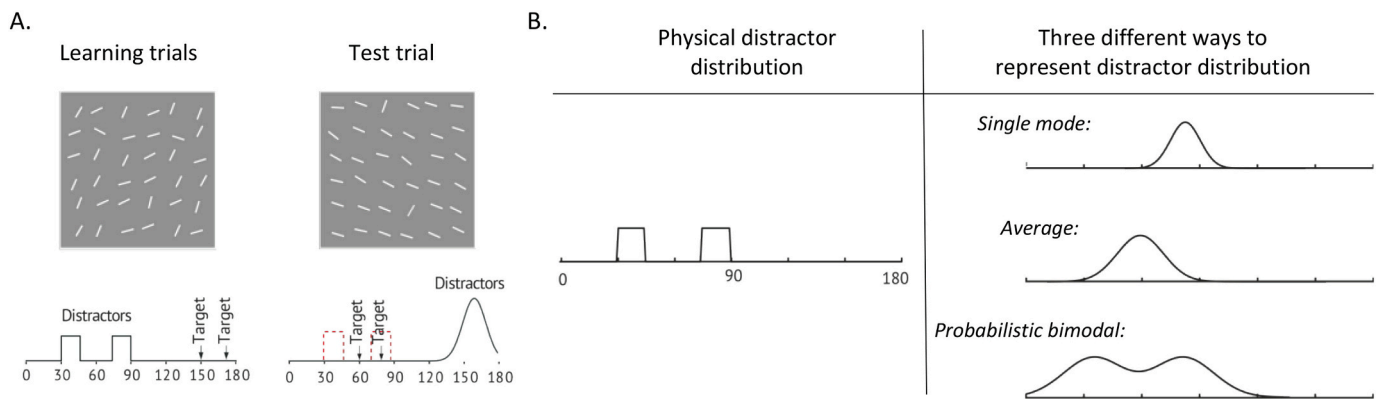 A.
Learning trials
Test trial
Distractors
Target
Target
0 30 60 90 120 150 180
Distractors
Target
Target
0 30 60 90 120 150 180
B.
Physical distractor
distribution
0 90 180
Three different ways to
represent distractor distribution
Single mode:
Average:
Probabilistic bimodal: